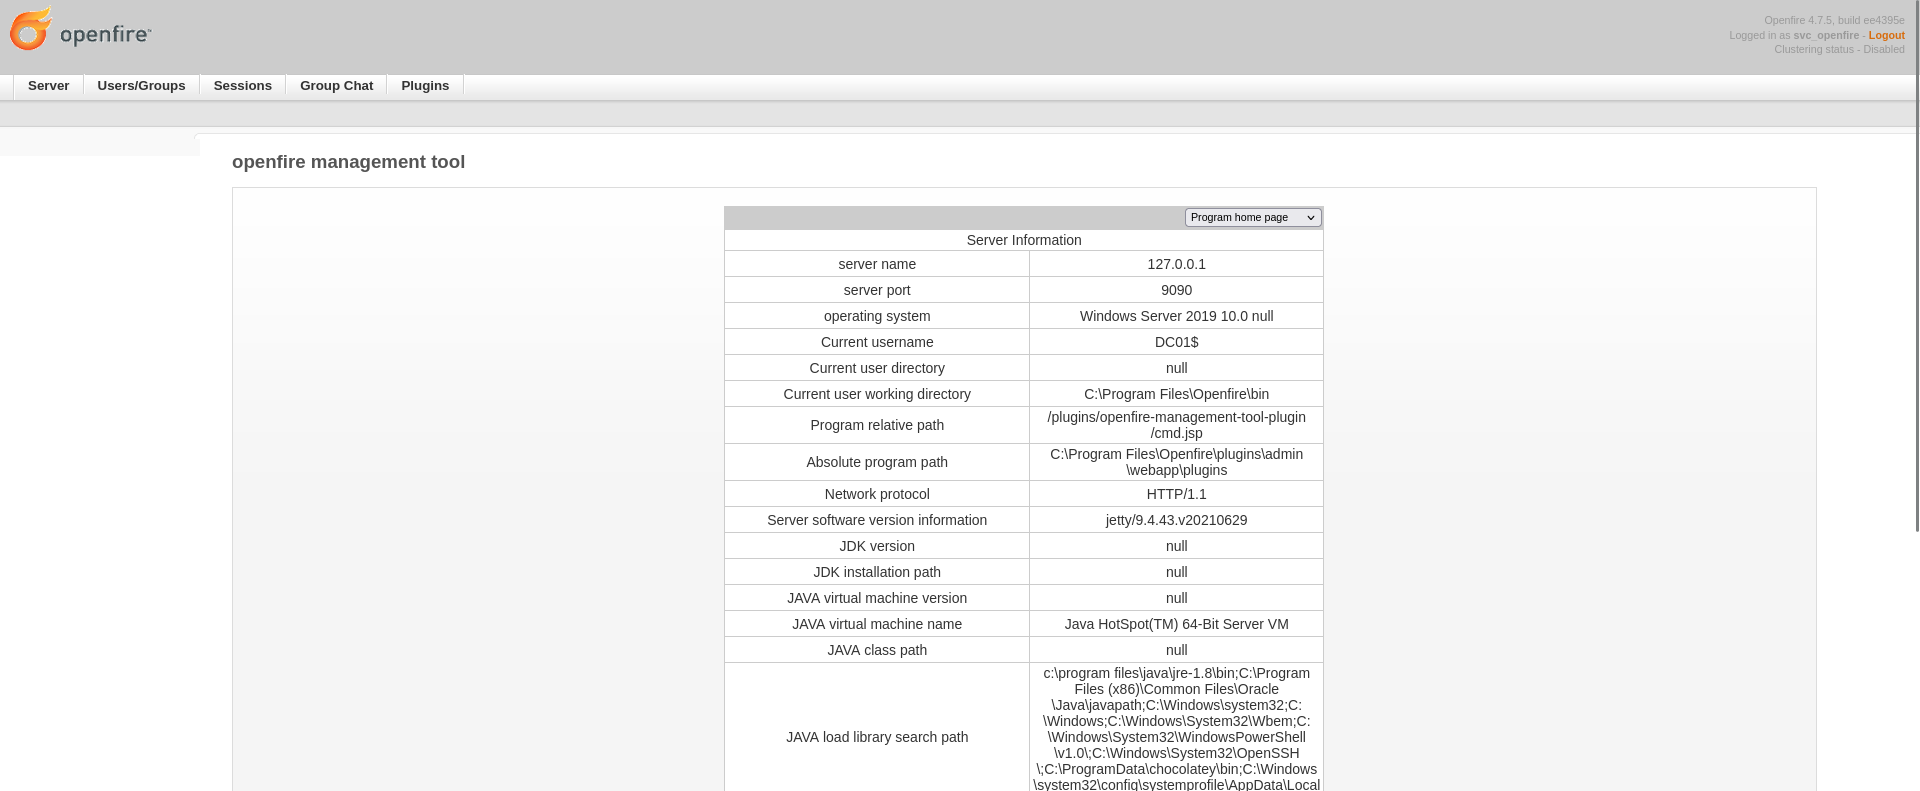 openfire™
Openfire 4.7.5, build ee4395e
Logged in as svc_openfire - Logout
Clustering status - Disabled
Server Users/Groups Sessions Group Chat Plugins
openfire management tool
Program home page
Server Information
server name 127.0.0.1
server port 9090
operating system Windows Server 2019 10.0 null
Current username DC01$
Current user directory null
Current user working directory C:\Program Files\Openfire\bin
Program relative path /plugins/openfire-management-tool-plugin
/cmd.jsp
Absolute program path C:\Program Files\Openfire\plugins\admin
\webapp\plugins
Network protocol HTTP/1.1
Server software version information jetty/9.4.43.v20210629
JDK version null
JDK installation path null
JAVA virtual machine version null
JAVA virtual machine name Java HotSpot(TM) 64-Bit Server VM
JAVA class path null
JAVA load library search path c:\program files\java\jre-1.8\bin;C:\Program
Files (x86)\Common Files\Oracle
\Java\javapath;C:\Windows\system32;C:
\Windows;C:\Windows\System32\Wbem;C:
\Windows\System32\WindowsPowerShell
\v1.0\;C:\Windows\System32\OpenSSH
\;C:\ProgramData\chocolatey\bin;C:\Windows
\system32\config\systemprofile\AppData\Local